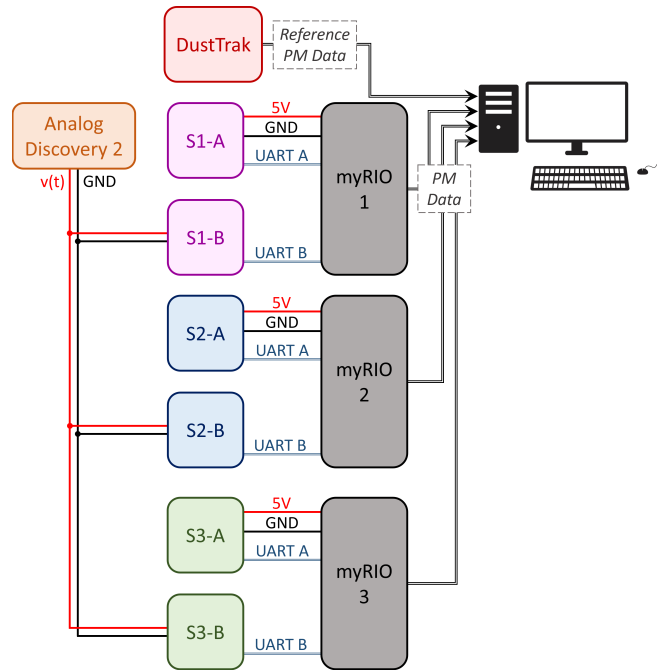 DustTrak
Reference
PM Data
Analog
Discovery 2
v(t)
GND
S1-A
5V
GND
UART A
myRIO
1
PM
Data
S1-B
UART B
S2-A
5V
GND
UART A
myRIO
2
S2-B
UART B
S3-A
5V
GND
UART A
myRIO
3
S3-B
UART B